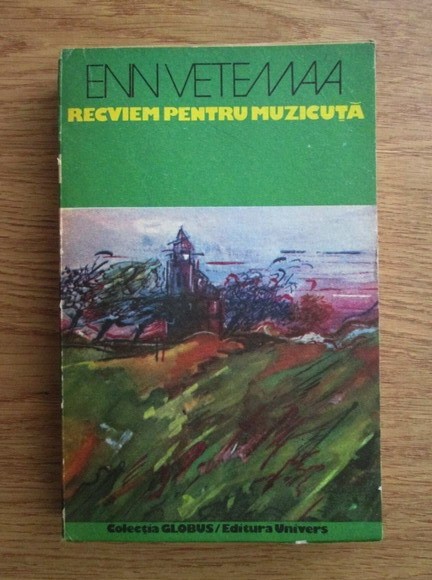 ENN VETEMAA
RECVIEM PENTRU MUZICUȚĂ
Colecția GLOBUS/Editura Univers